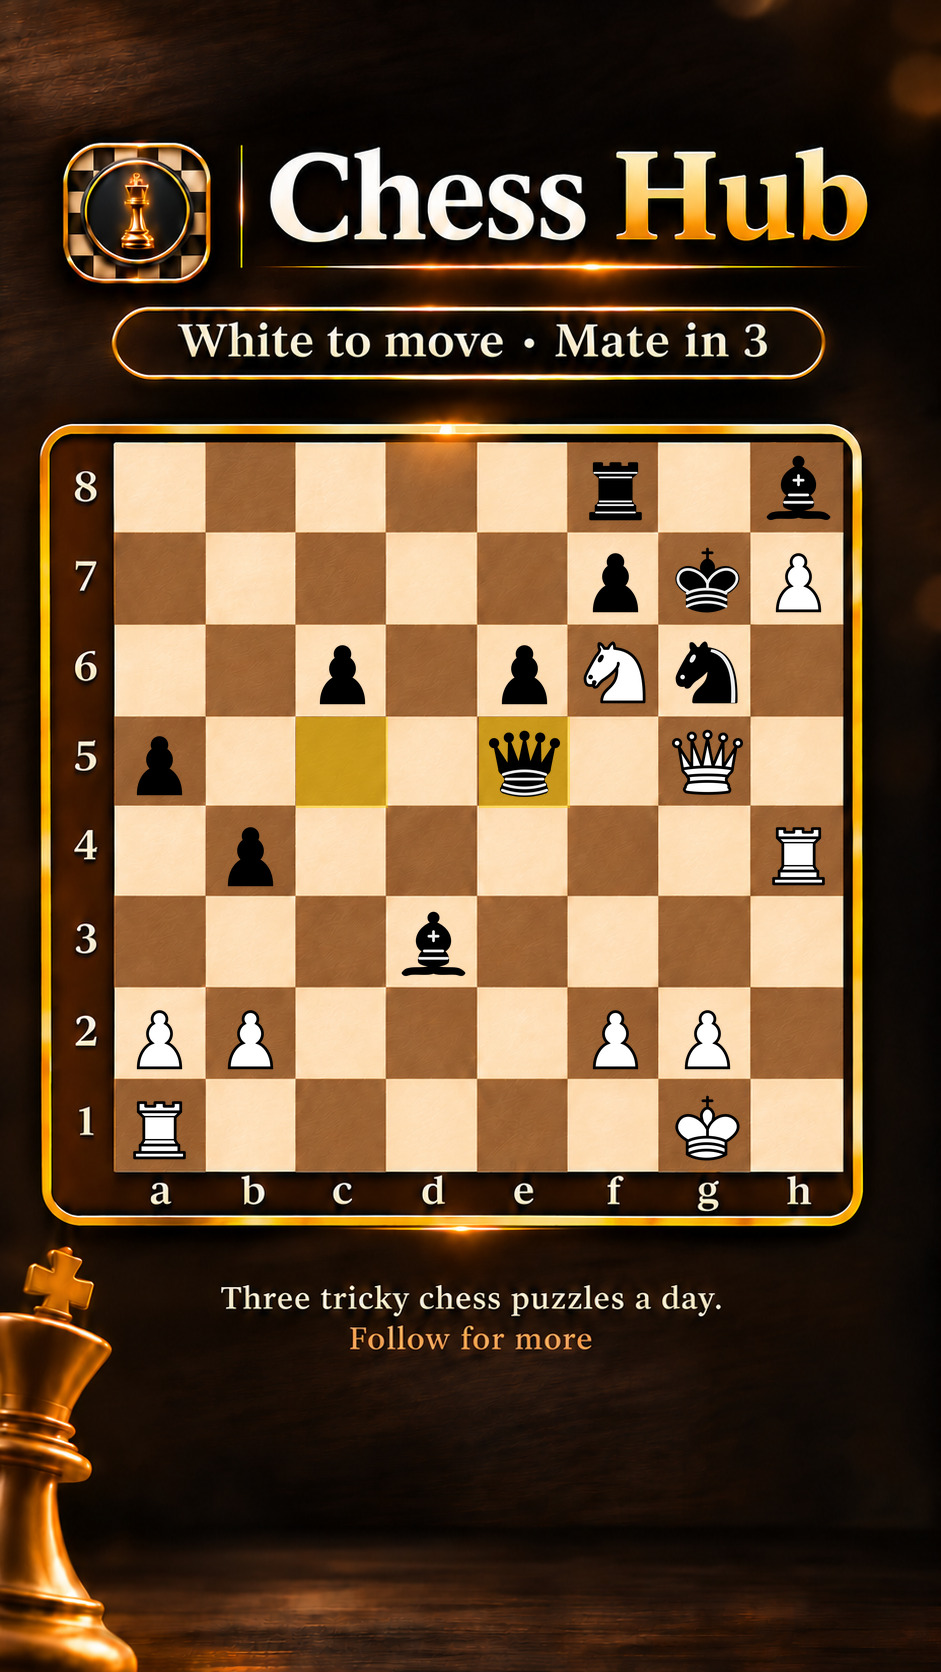 Chess Hub
White to move • Mate in 3
8
7
6
5
4
3
2
1
a b c d e f g h
Three tricky chess puzzles a day.
Follow for more